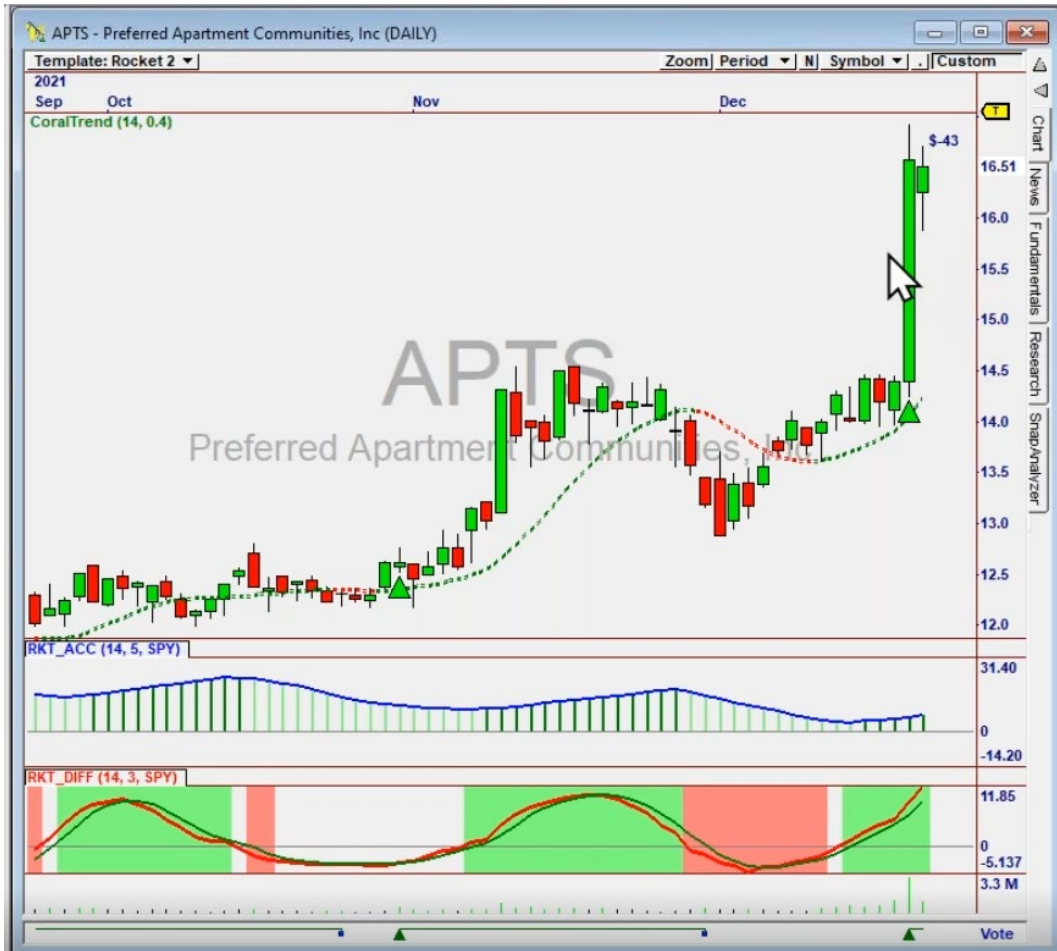 APTS - Preferred Apartment Communities, Inc (DAILY)
Template: Rocket 2
Zoom Period N Symbol . Custom
2021
Sep Oct Nov Dec
CoralTrend (14, 0.4)
T
$-43
16.51
16.0
15.5
15.0
14.5
14.0
13.5
13.0
12.5
12.0
APTS
Preferred Apartment Communities, Inc
Chart
News
Fundamentals
Research
SnapAnalyzer
RKT_ACC (14, 5, SPY)
31.40
0
-14.20
RKT_DIFF (14, 3, SPY)
11.85
0
-5.137
3.3 M
Vote